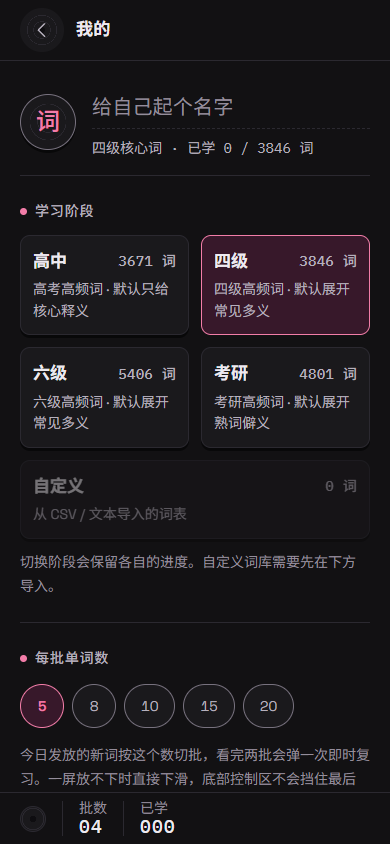 我的
词
给自己起个名字
四级核心词 · 已学 0 / 3846 词
学习阶段
高中 3671 词
高考高频词·默认只给
核心释义
四级 3846 词
四级高频词·默认展开
常见多义
六级 5406 词
六级高频词·默认展开
常见多义
考研 4801 词
考研高频词·默认展开
熟词僻义
自定义 0 词
从 CSV / 文本导入的词表
切换阶段会保留各自的进度。自定义词库需要先在下方
导入。
每批单词数
5 8 10 15 20
今日发放的新词按这个数切批，看完两批会弹一次即时复
习。一屏放不下时直接下滑，底部控制区不会挡住最后
批数 已学
04 000